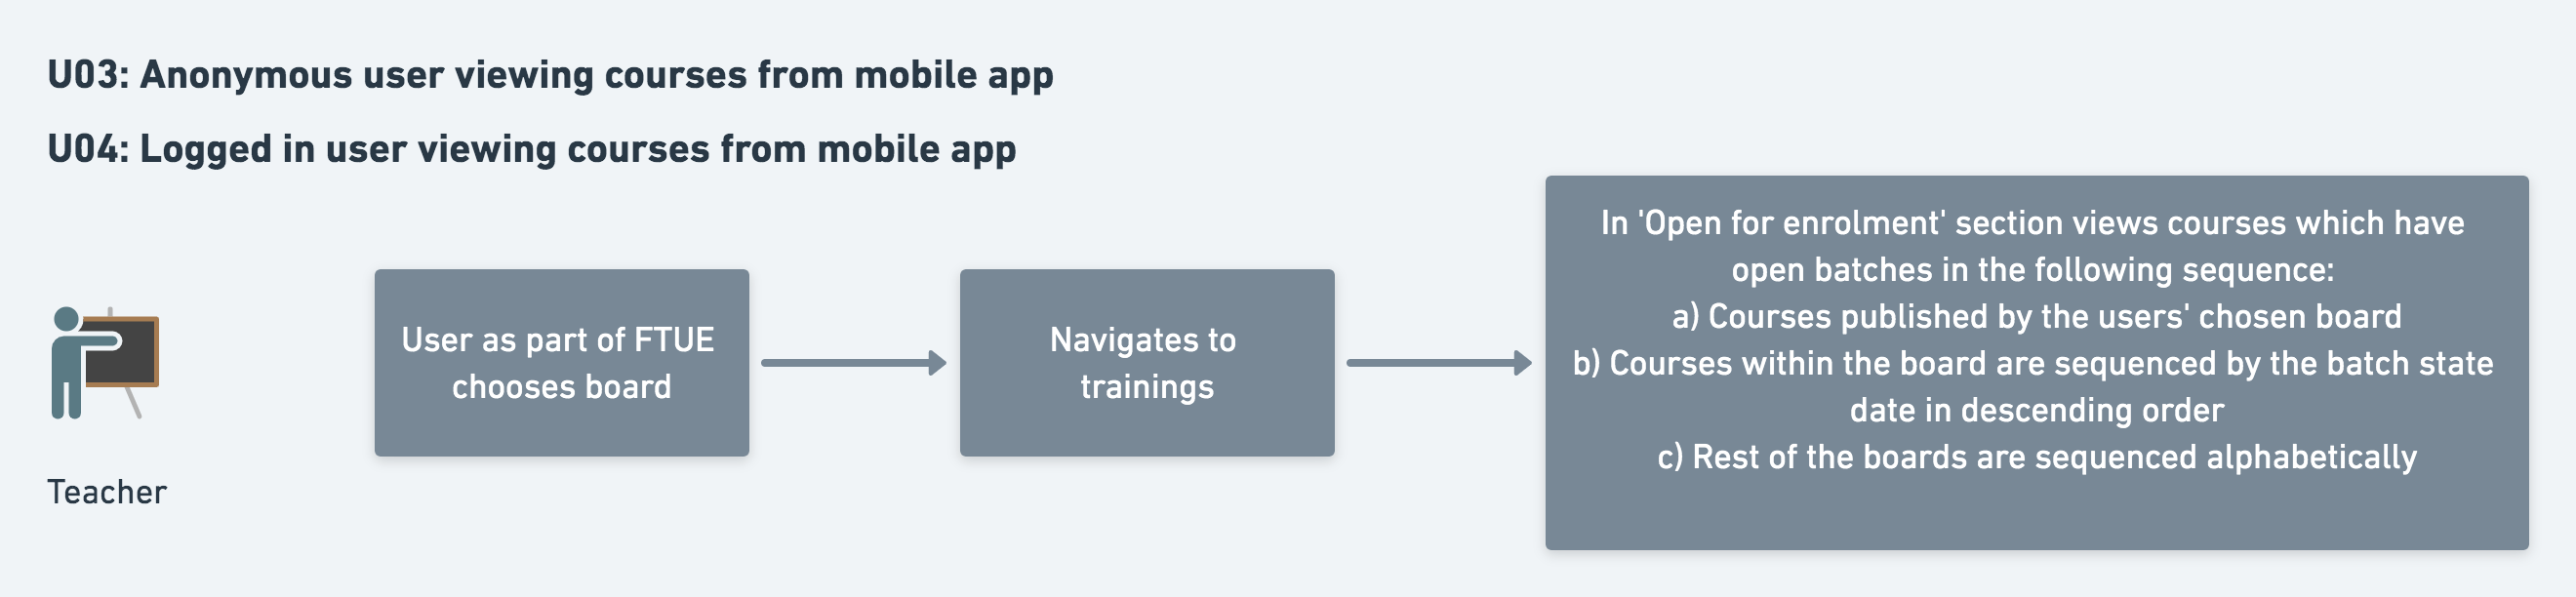 U03: Anonymous user viewing courses from mobile app
U04: Logged in user viewing courses from mobile app
Teacher
User as part of FTUE
chooses board
Navigates to
trainings
In 'Open for enrolment' section views courses which have
open batches in the following sequence:
a) Courses published by the users' chosen board
b) Courses within the board are sequenced by the batch state
date in descending order
c) Rest of the boards are sequenced alphabetically